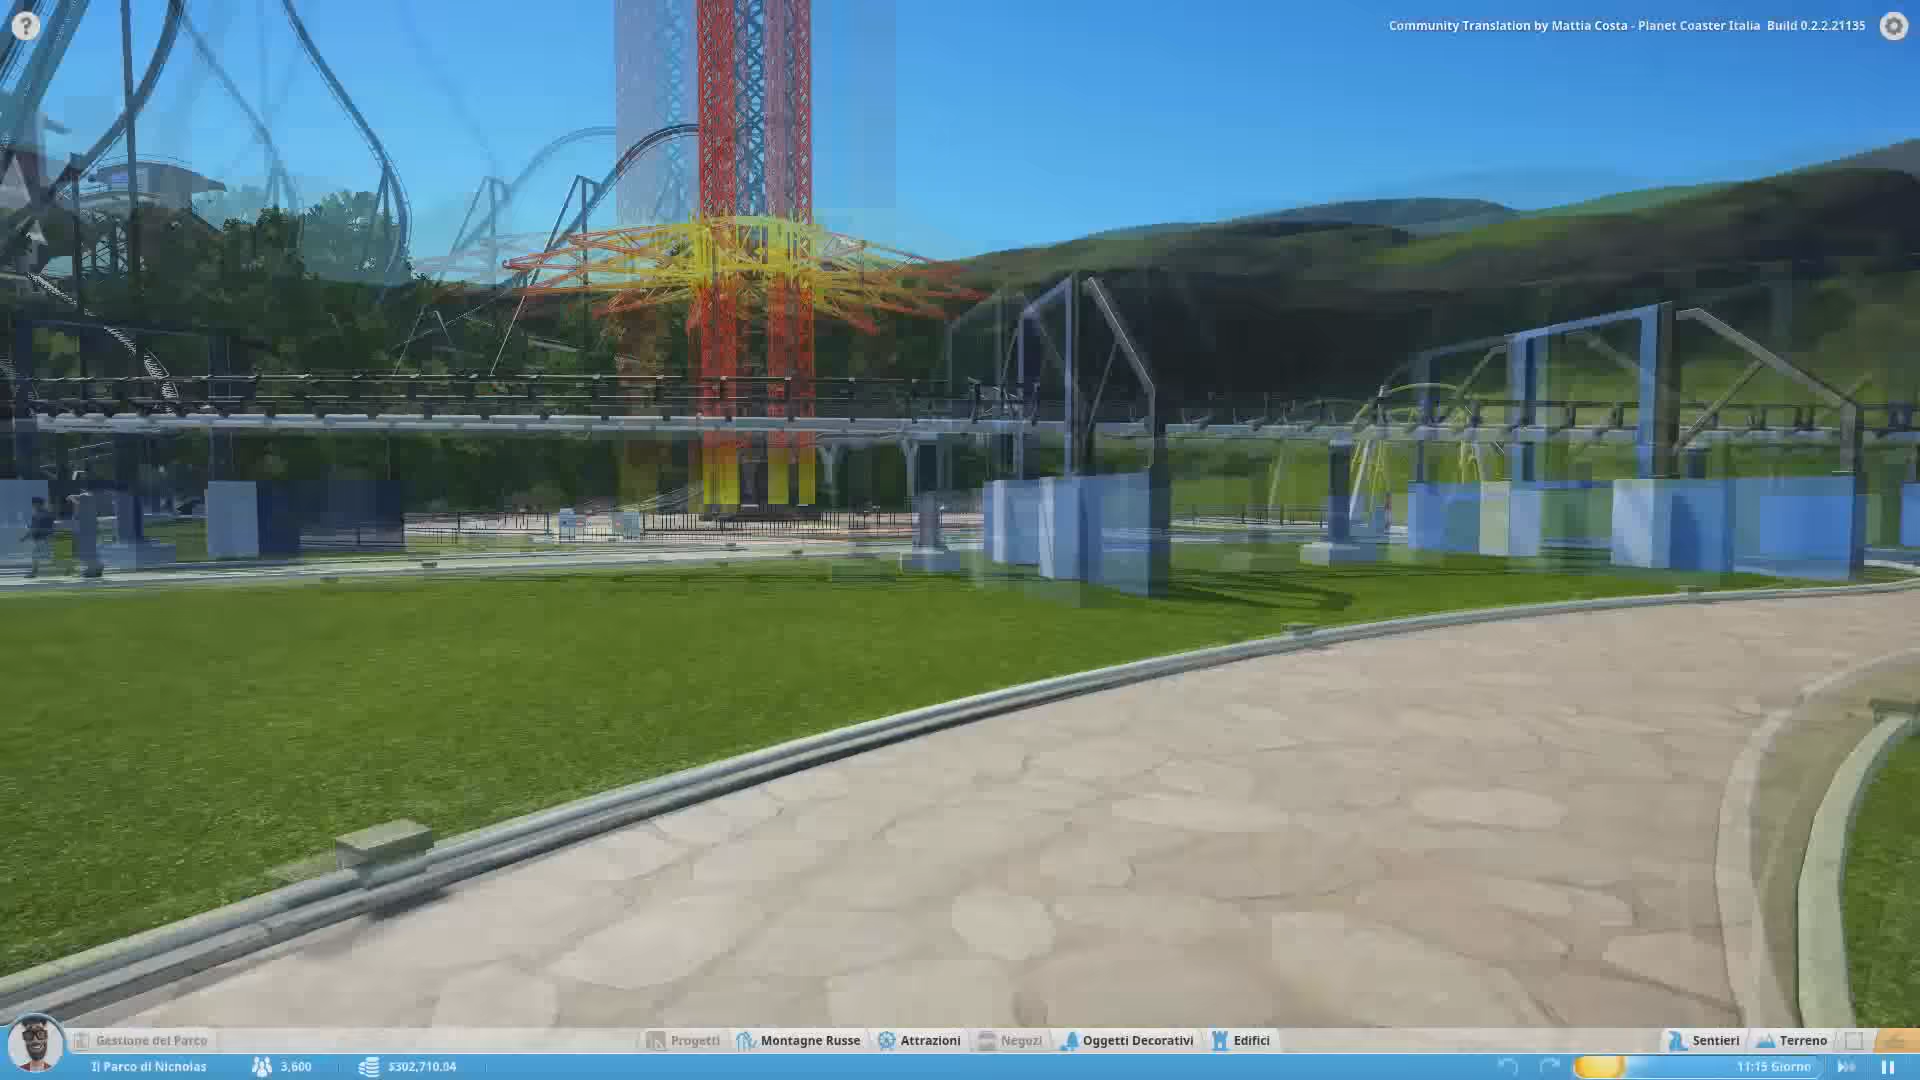 ?
Community Translation by Mattia Costa - Planet Coaster Italia Build 0.2.2.21135
Gestione del Parco
Progetti
Montagne Russe
Attrazioni
Negozi
Oggetti Decorativi
Edifici
Sentieri
Terreno
Il Parco di Nicholas
3,600
$302,710.04
11:15 Giorno